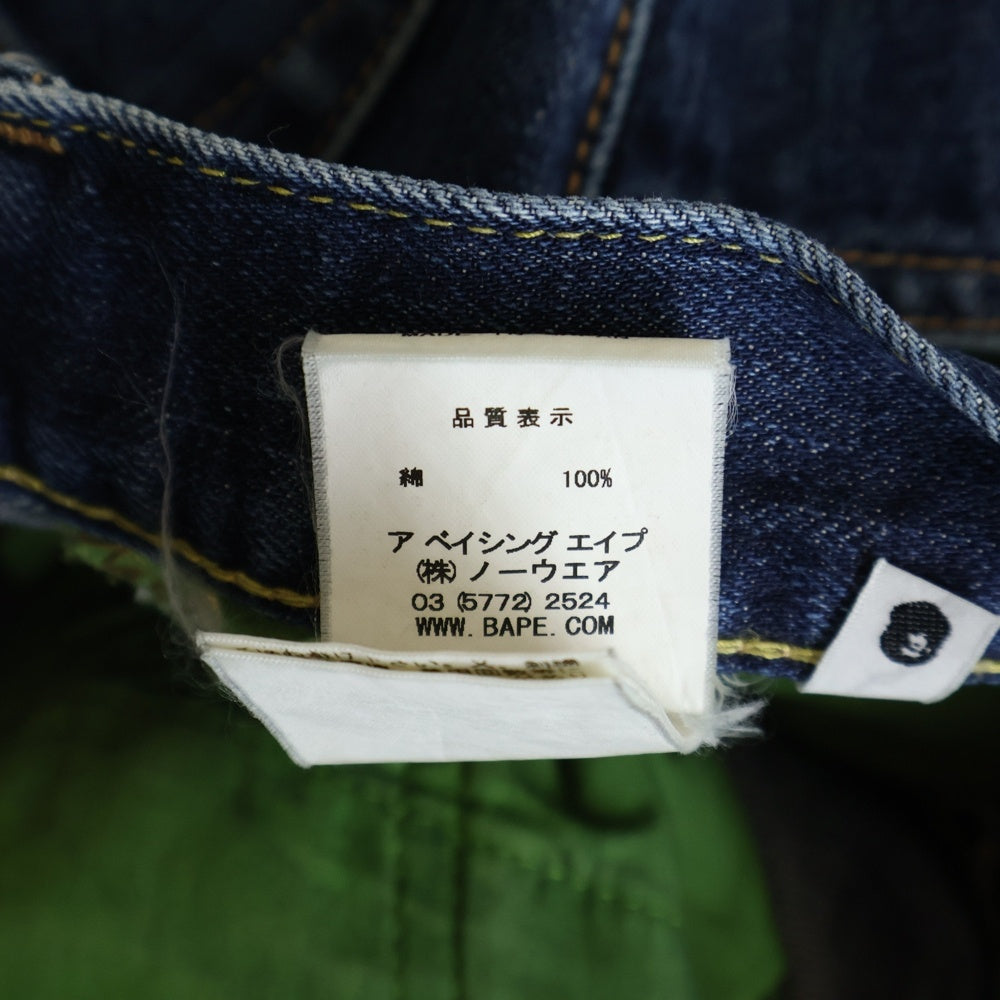 品質表示
綿 100%
ア ベイシング エイプ
(株) ノーウエア
03 (5772) 2524
WWW. BAPE. COM